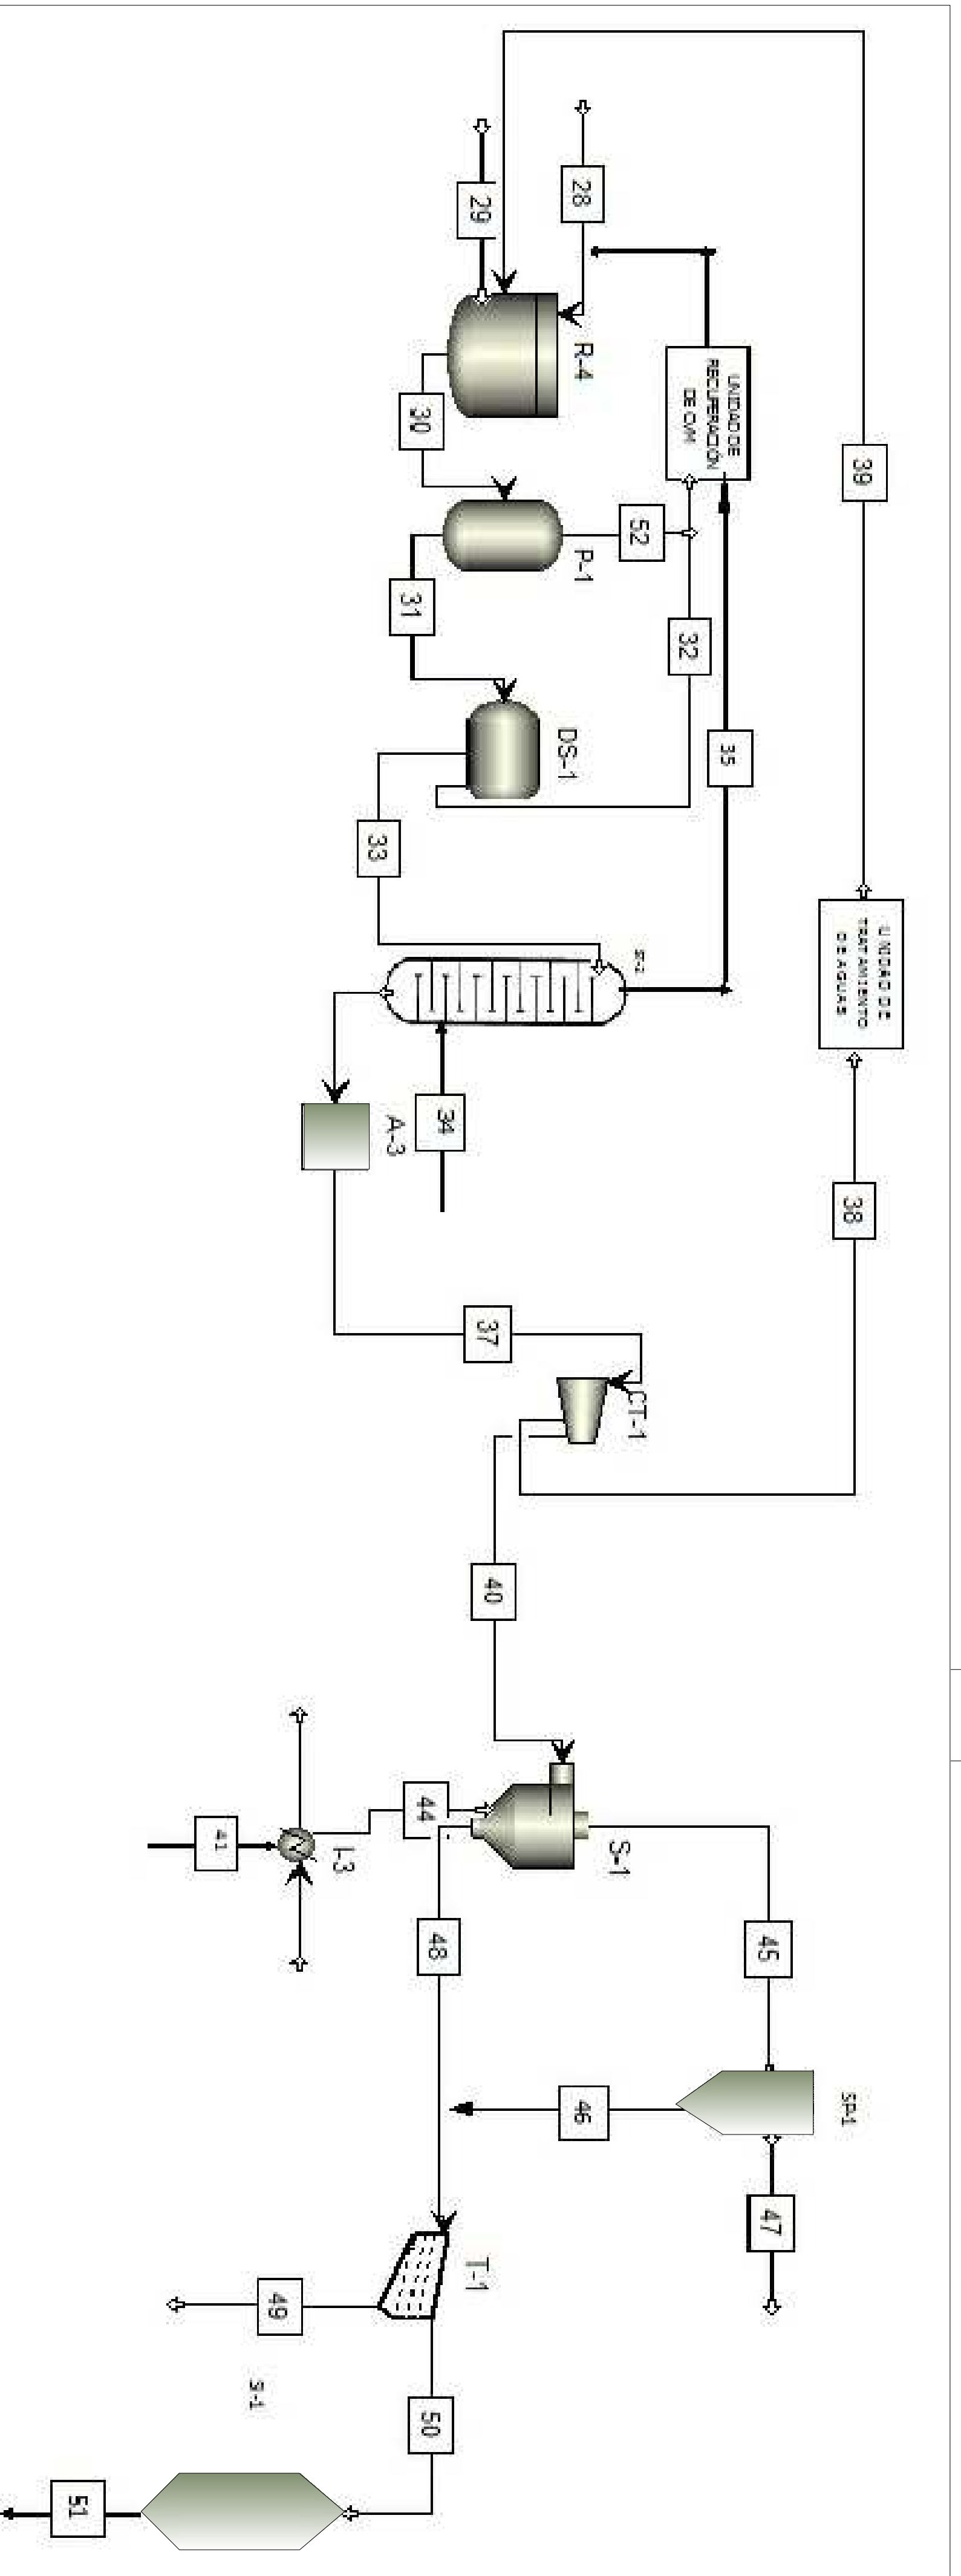 39
UNIDAD DE
TRATAMIENTO
DE AGUAS
38
SP-1
UNIDAD DE
RECUPERACIÓN
DE CVM
35
45
47
32
52
28
R-4
P-1
DS-1
CT-1
S-1
46
29
37
40
T-1
30
31
34
44
48
50
33
A-3
I-3
41
49
51